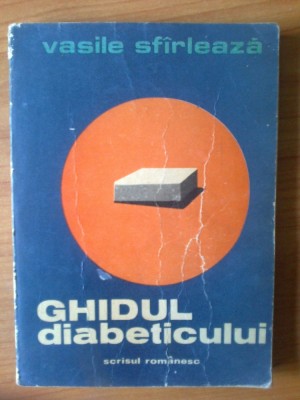 vasile sfîrlează
GHIDUL
diabeticului
scrisul românesc